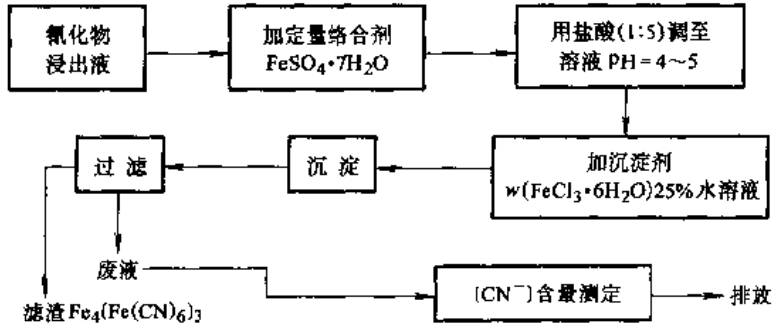 氰化物
浸出液
加定量络合剂
FeSO₄·7H₂O
用盐酸(1:5)调至
溶液 PH=4～5
过滤
沉淀
加沉淀剂
w(FeCl₃·6H₂O)25%水溶液
废液
滤渣Fe₄(Fe(CN)₆)₃
[CN⁻]含量测定
排放